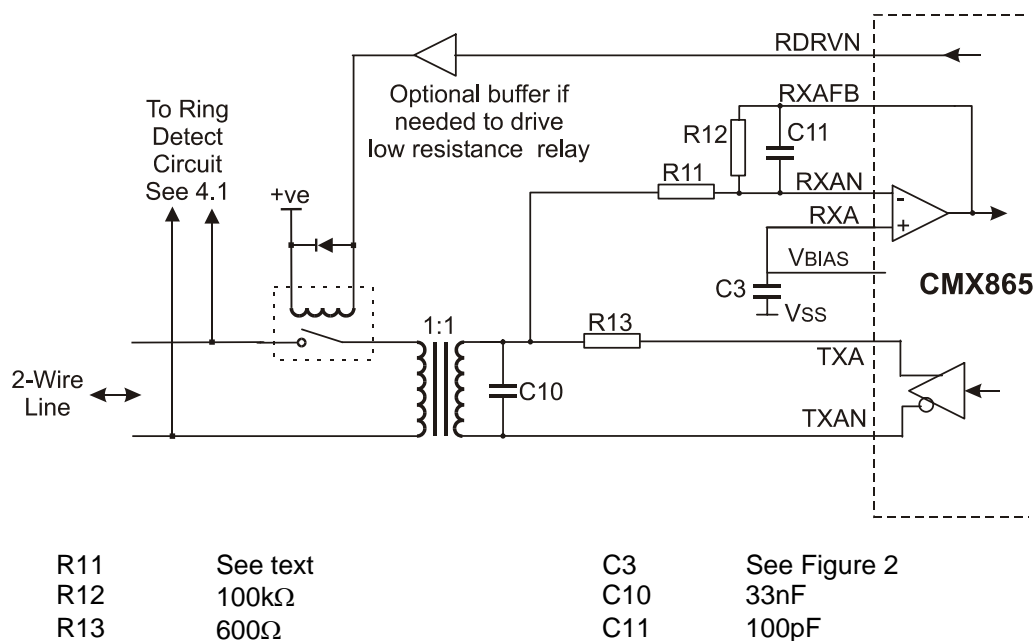 RDRVN
Optional buffer if
needed to drive
low resistance relay
To Ring
Detect
Circuit
See 4.1
+ve
RXAFB
R12
C11
R11
RXAN
-
RXA
+
VBIAS
C3
VSS
CMX865
1:1
R13
TXA
2-Wire
Line
C10
TXAN
R11 See text C3 See Figure 2
R12 100kΩ C10 33nF
R13 600Ω C11 100pF